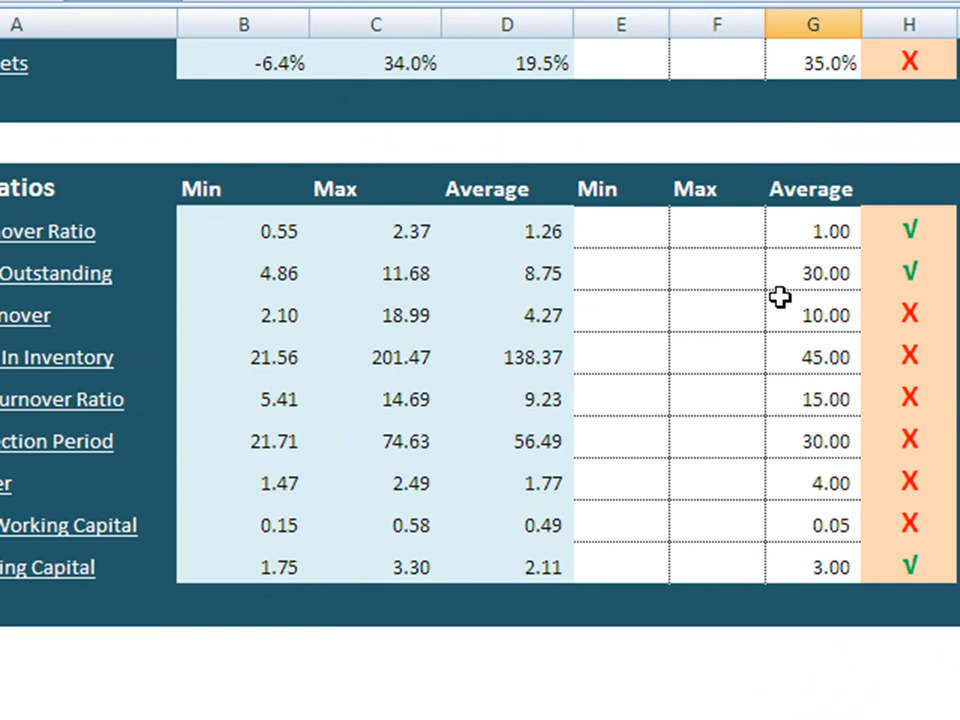 A B C D E F G H
ets -6.4% 34.0% 19.5% 35.0% X
atios Min Max Average Min Max Average
over Ratio 0.55 2.37 1.26 1.00 √
Outstanding 4.86 11.68 8.75 30.00 √
nover 2.10 18.99 4.27 10.00 X
In Inventory 21.56 201.47 138.37 45.00 X
urnover Ratio 5.41 14.69 9.23 15.00 X
ction Period 21.71 74.63 56.49 30.00 X
er 1.47 2.49 1.77 4.00 X
Working Capital 0.15 0.58 0.49 0.05 X
ing Capital 1.75 3.30 2.11 3.00 √